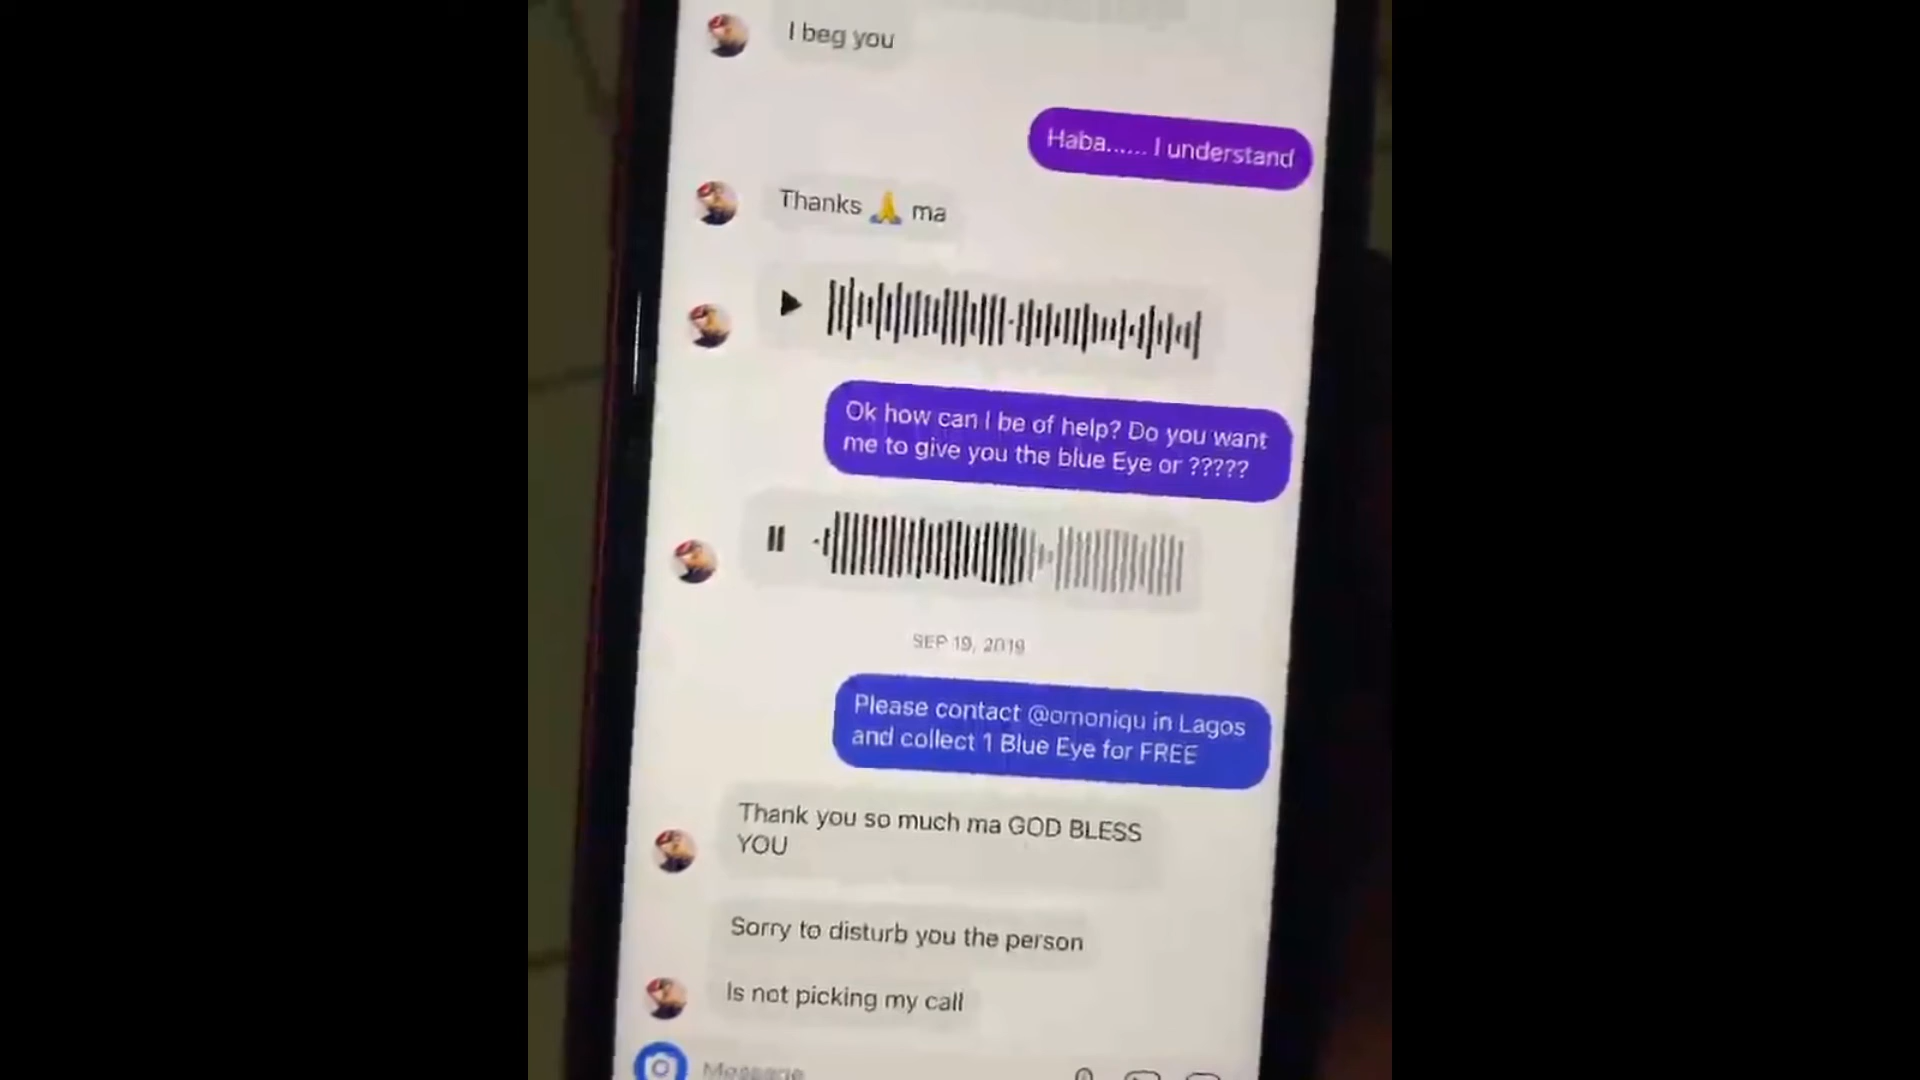 I beg you
Haba...... I understand
Thanks 🙏 ma
Ok how can I be of help? Do you want
me to give you the blue Eye or ?????
SEP 19, 2019
Please contact @omoniqu in Lagos
and collect 1 Blue Eye for FREE
Thank you so much ma GOD BLESS
YOU
Sorry to disturb you the person
Is not picking my call
Message